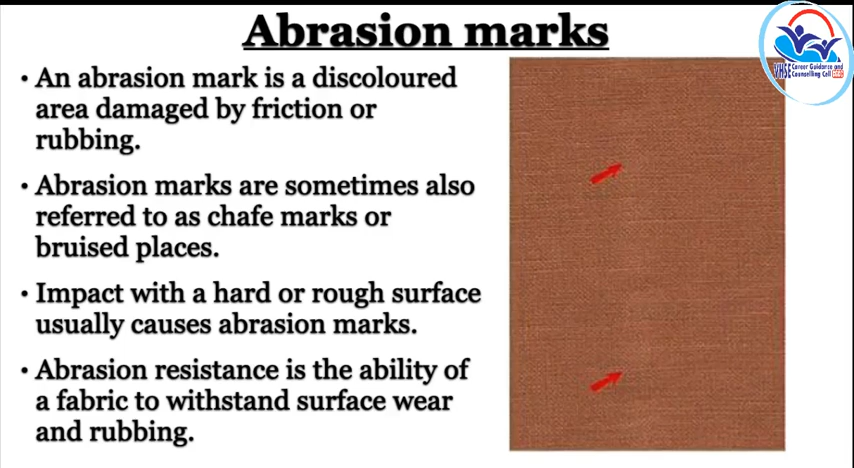 Abrasion marks
• An abrasion mark is a discoloured
area damaged by friction or
rubbing.
• Abrasion marks are sometimes also
referred to as chafe marks or
bruised places.
• Impact with a hard or rough surface
usually causes abrasion marks.
• Abrasion resistance is the ability of
a fabric to withstand surface wear
and rubbing.
VHSE Career Guidance and
Counselling Cell